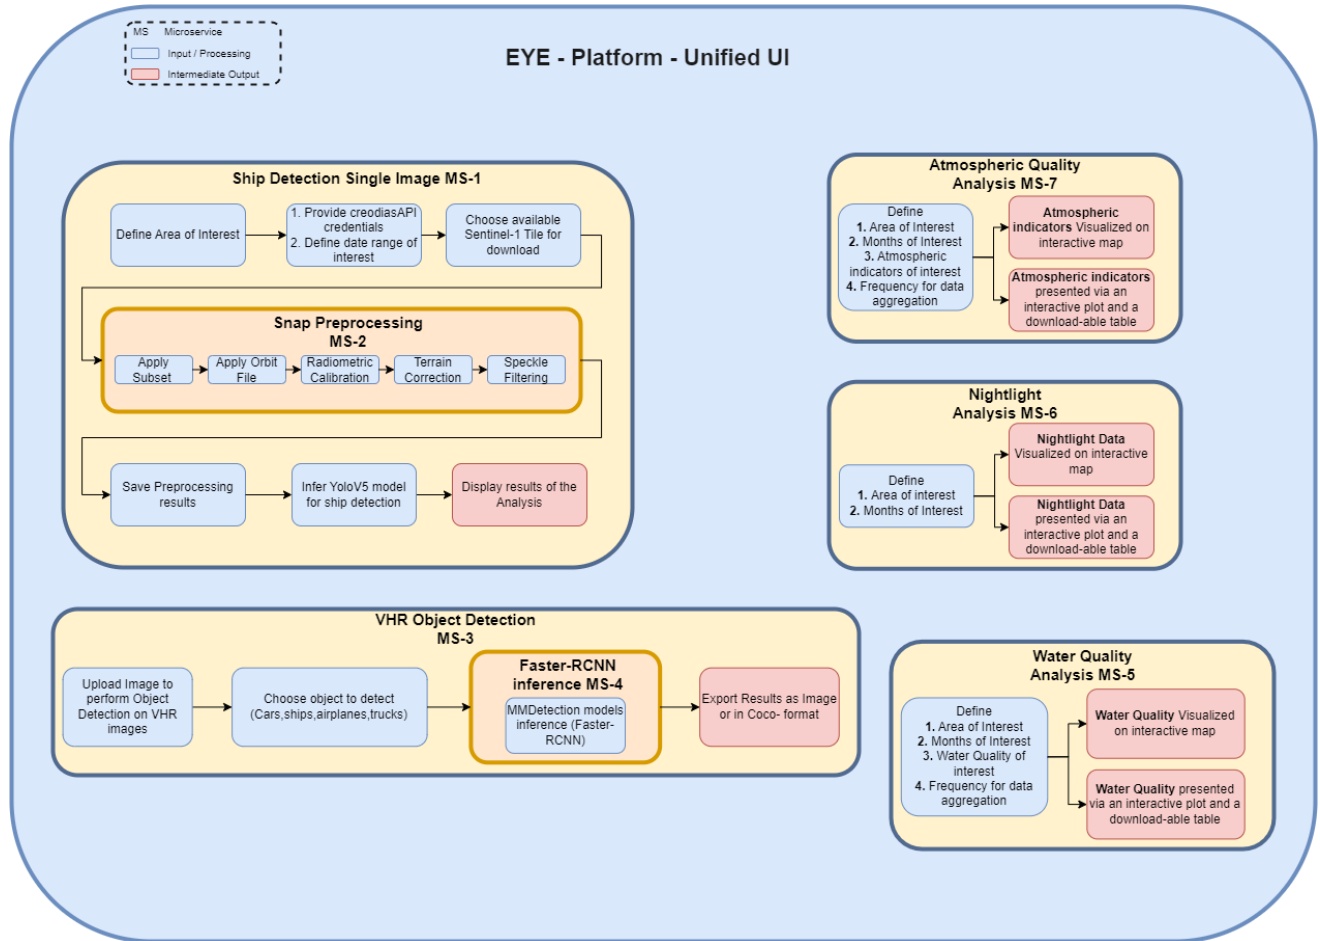 MS Microservice
Input / Processing
Intermediate Output
EYE - Platform - Unified UI
Ship Detection Single Image MS-1
Define Area of Interest
1. Provide creodiasAPI
credentials
2. Define date range of
interest
Choose available
Sentinel-1 Tile for
download
Snap Preprocessing
MS-2
Apply
Subset
Apply Orbit
File
Radiometric
Calibration
Terrain
Correction
Speckle
Filtering
Save Preprocessing
results
Infer YoloV5 model
for ship detection
Display results of the
Analysis
Atmospheric Quality
Analysis MS-7
Define
1. Area of Interest
2. Months of Interest
3. Atmospheric
indicators of interest
4. Frequency for data
aggregation
Atmospheric
indicators Visualized on
interactive map
Atmospheric indicators
presented via an
interactive plot and a
download-able table
Nightlight
Analysis MS-6
Define
1. Area of interest
2. Months of Interest
Nightlight Data
Visualized on interactive
map
Nightlight Data
presented via an
interactive plot and a
download-able table
VHR Object Detection
MS-3
Upload Image to
perform Object
Detection on VHR
images
Choose object to detect
(Cars,ships,airplanes,trucks)
Faster-RCNN
inference MS-4
MMDetection models
inference (Faster-
RCNN)
Export Results as Image
or in Coco- format
Water Quality
Analysis MS-5
Define
1. Area of Interest
2. Months of Interest
3. Water Quality of
interest
4. Frequency for data
aggregation
Water Quality Visualized
on interactive map
Water Quality presented
via an interactive plot and a
download-able table